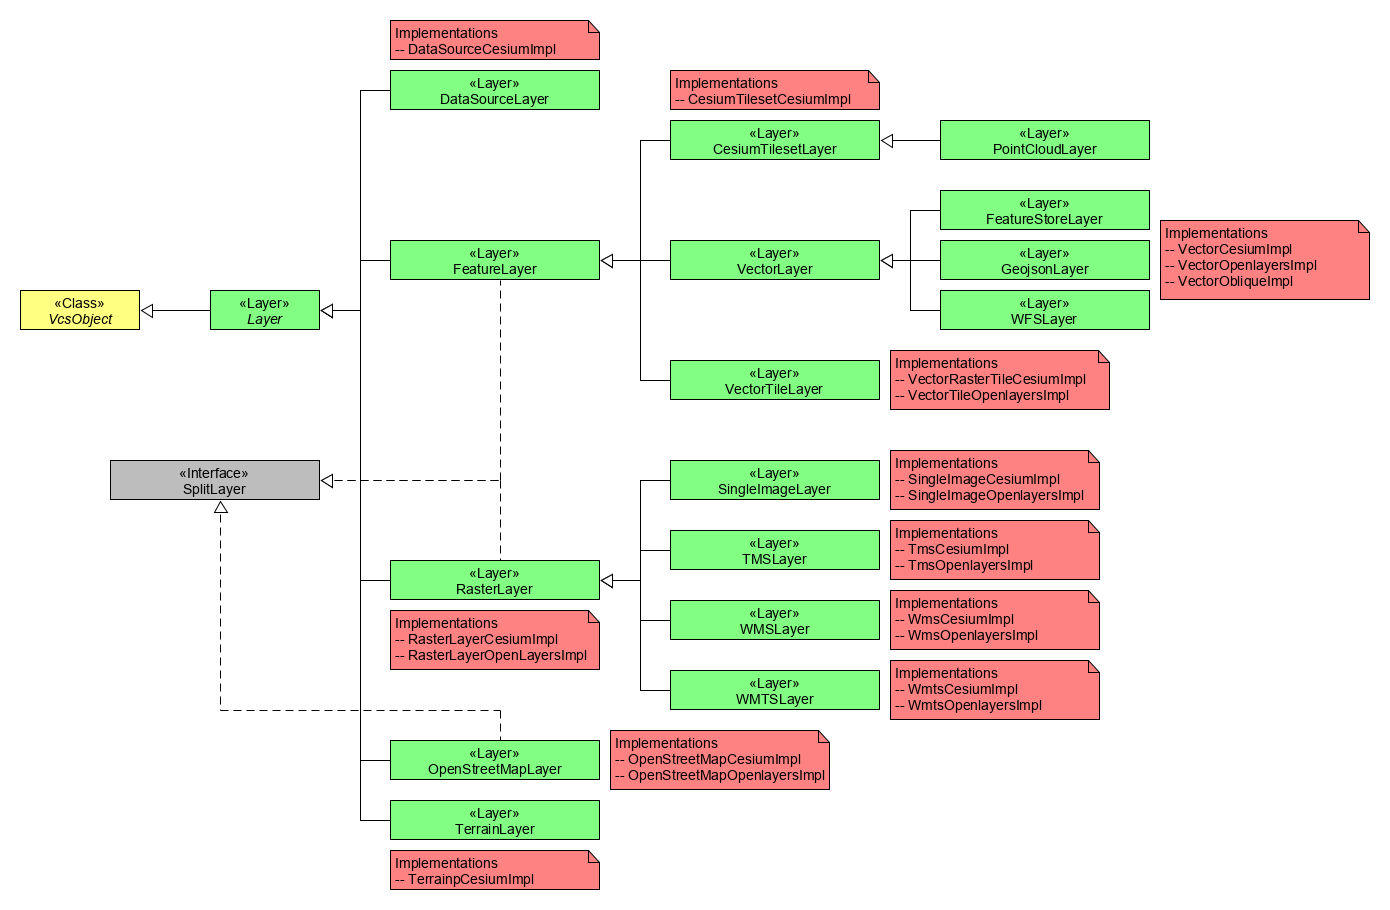 Implementations
-- DataSourceCesiumImpl
«Layer»
DataSourceLayer
Implementations
-- CesiumTilesetCesiumImpl
«Layer»
CesiumTilesetLayer
«Layer»
PointCloudLayer
«Layer»
FeatureStoreLayer
«Layer»
FeatureLayer
«Layer»
VectorLayer
«Layer»
GeojsonLayer
Implementations
-- VectorCesiumImpl
-- VectorOpenlayersImpl
-- VectorObliqueImpl
«Class»
VcsObject
«Layer»
Layer
«Layer»
WFSLayer
«Layer»
VectorTileLayer
Implementations
-- VectorRasterTileCesiumImpl
-- VectorTileOpenlayersImpl
«Interface»
SplitLayer
«Layer»
SingleImageLayer
Implementations
-- SingleImageCesiumImpl
-- SingleImageOpenlayersImpl
«Layer»
TMSLayer
Implementations
-- TmsCesiumImpl
-- TmsOpenlayersImpl
«Layer»
RasterLayer
Implementations
-- RasterLayerCesiumImpl
-- RasterLayerOpenLayersImpl
«Layer»
WMSLayer
Implementations
-- WmsCesiumImpl
-- WmsOpenlayersImpl
«Layer»
WMTSLayer
Implementations
-- WmtsCesiumImpl
-- WmtsOpenlayersImpl
«Layer»
OpenStreetMapLayer
Implementations
-- OpenStreetMapCesiumImpl
-- OpenStreetMapOpenlayersImpl
«Layer»
TerrainLayer
Implementations
-- TerrainpCesiumImpl